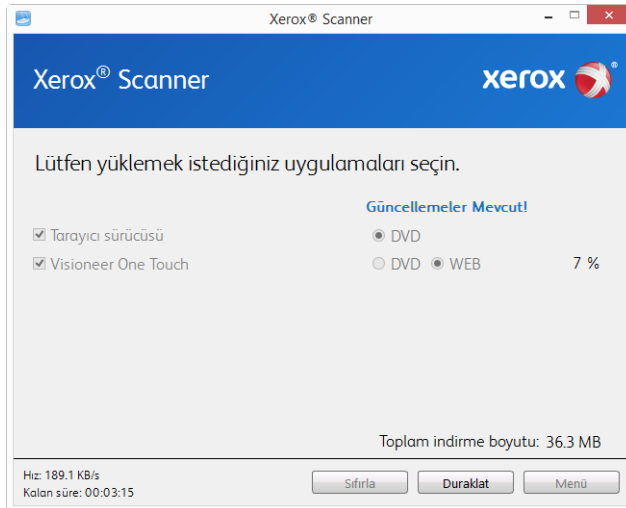 Xerox® Scanner
Xerox® Scanner
xerox®
Lütfen yüklemek istediğiniz uygulamaları seçin.
Güncellemeler Mevcut!
Tarayıcı sürücüsü DVD
Visioneer One Touch DVD WEB 7 %
Toplam indirme boyutu: 36.3 MB
Hız: 189.1 KB/s
Kalan süre: 00:03:15
Sıfırla Duraklat Menü